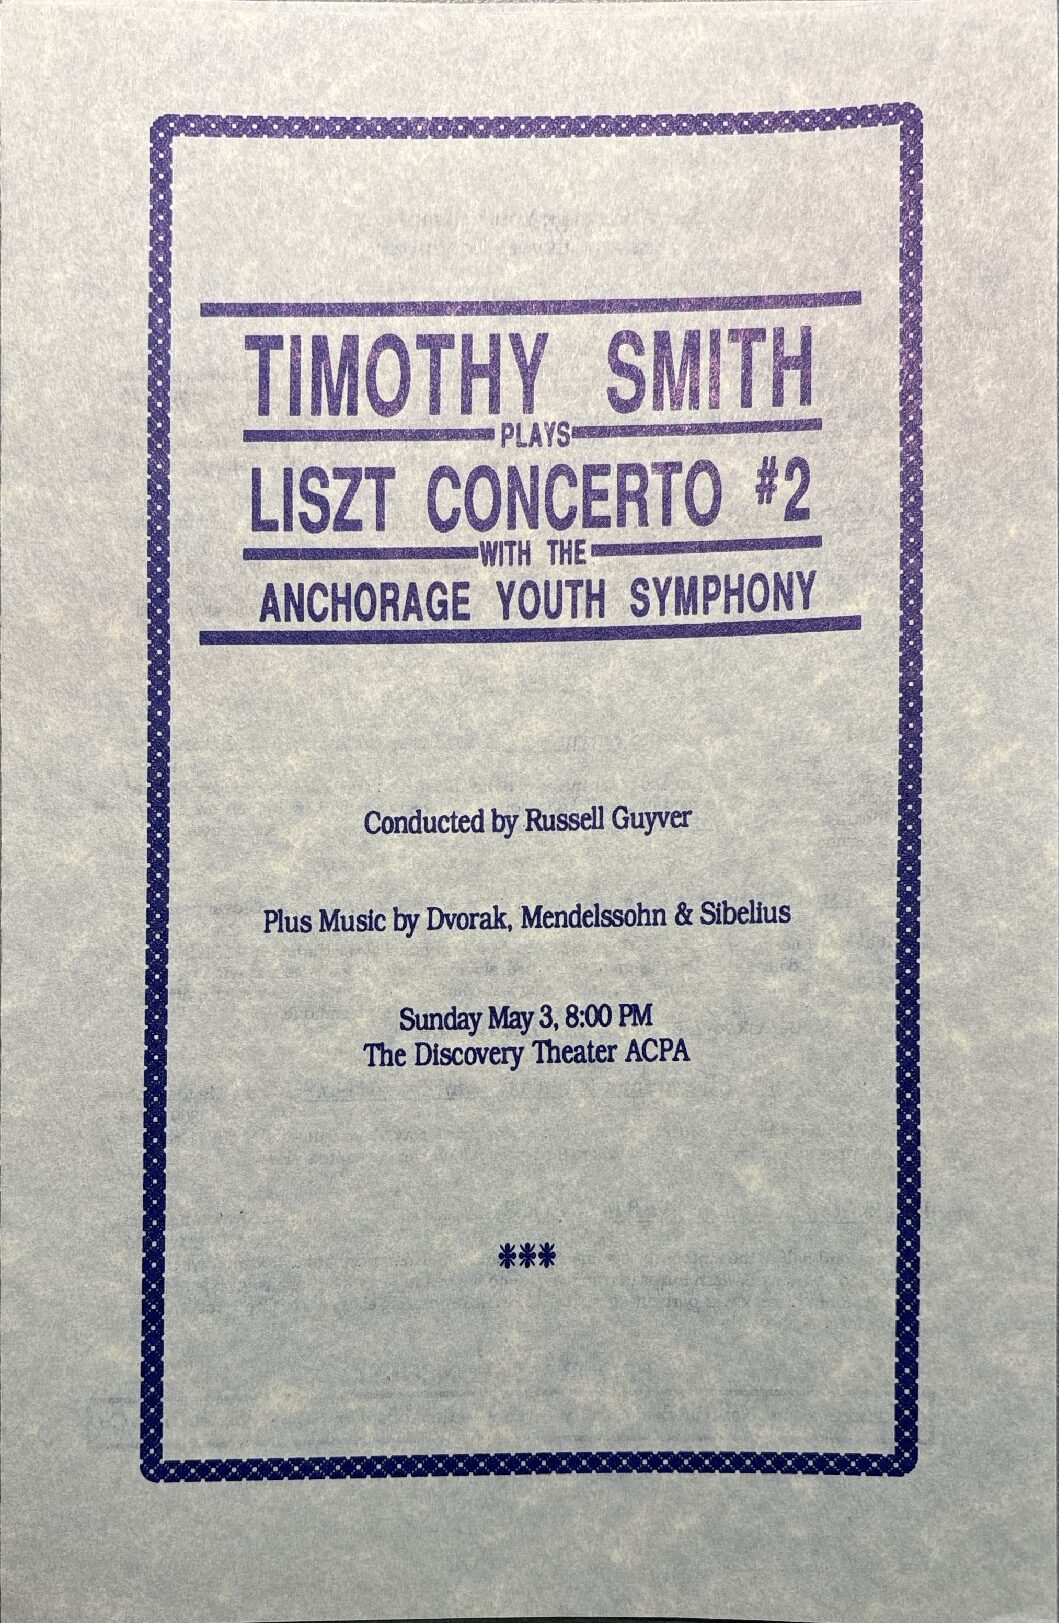 TIMOTHY SMITH
PLAYS
LISZT CONCERTO #2
WITH THE
ANCHORAGE YOUTH SYMPHONY
Conducted by Russell Guyver
Plus Music by Dvorak, Mendelssohn & Sibelius
Sunday May 3, 8:00 PM
The Discovery Theater ACPA
***